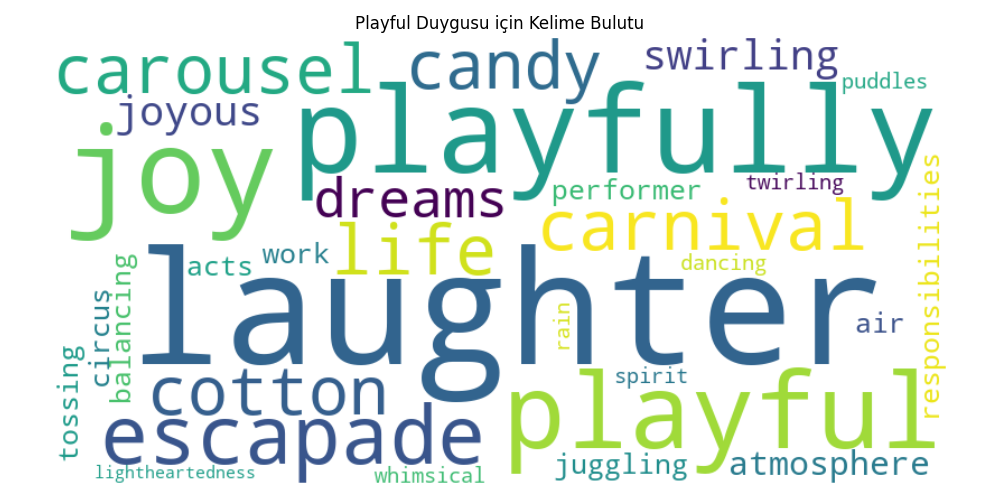 Playful Duygusu için Kelime Bulutu
carousel
candy
swirling
puddles
joyous
playfully
joy
dreams
performer
twirling
responsibilities
carnival
life
work
acts
dancing
balancing
laughter
circus
rain
air
tossing
cotton
spirit
playful
escapade
juggling
atmosphere
lightheartedness
whimsical